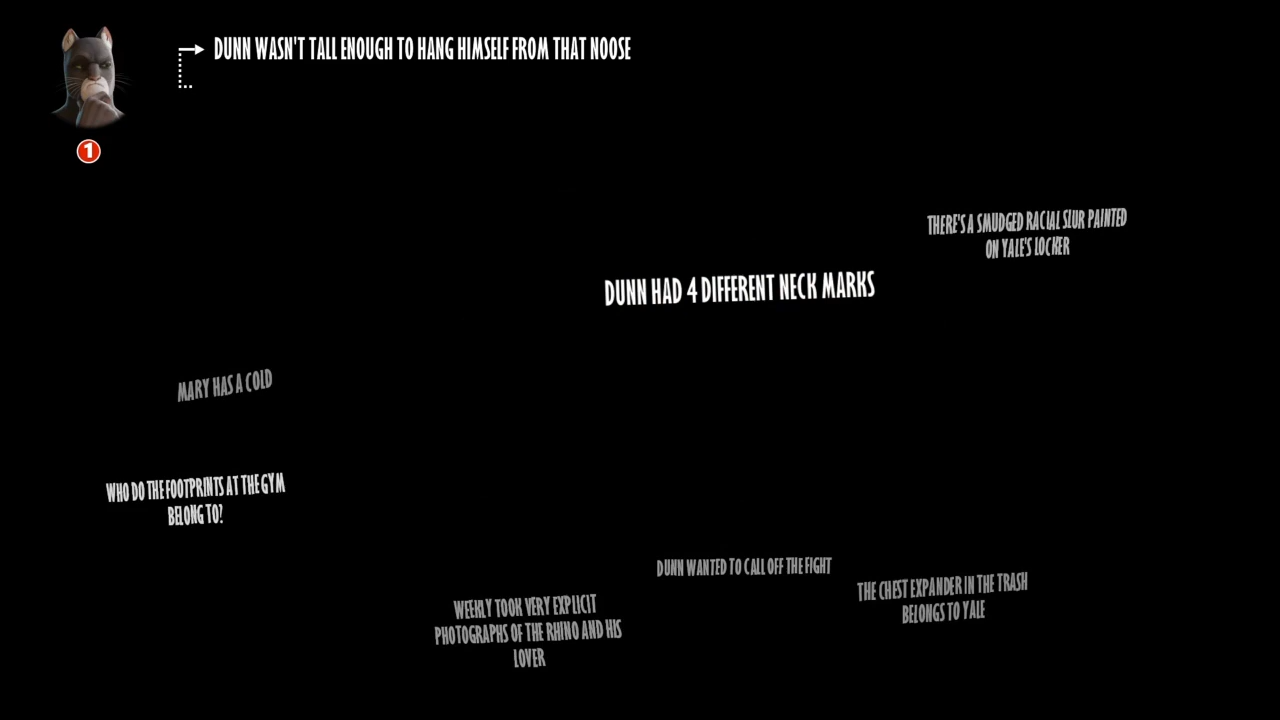 DUNN WASN'T TALL ENOUGH TO HANG HIMSELF FROM THAT NOOSE
1
THERE'S A SMUDGED RACIAL SLUR PAINTED
ON YALE'S LOCKER
DUNN HAD 4 DIFFERENT NECK MARKS
MARY HAS A COLD
WHO DO THE FOOTPRINTS AT THE GYM
BELONG TO?
DUNN WANTED TO CALL OFF THE FIGHT
THE CHEST EXPANDER IN THE TRASH
BELONGS TO YALE
WEEKLY TOOK VERY EXPLICIT
PHOTOGRAPHS OF THE RHINO AND HIS
LOVER